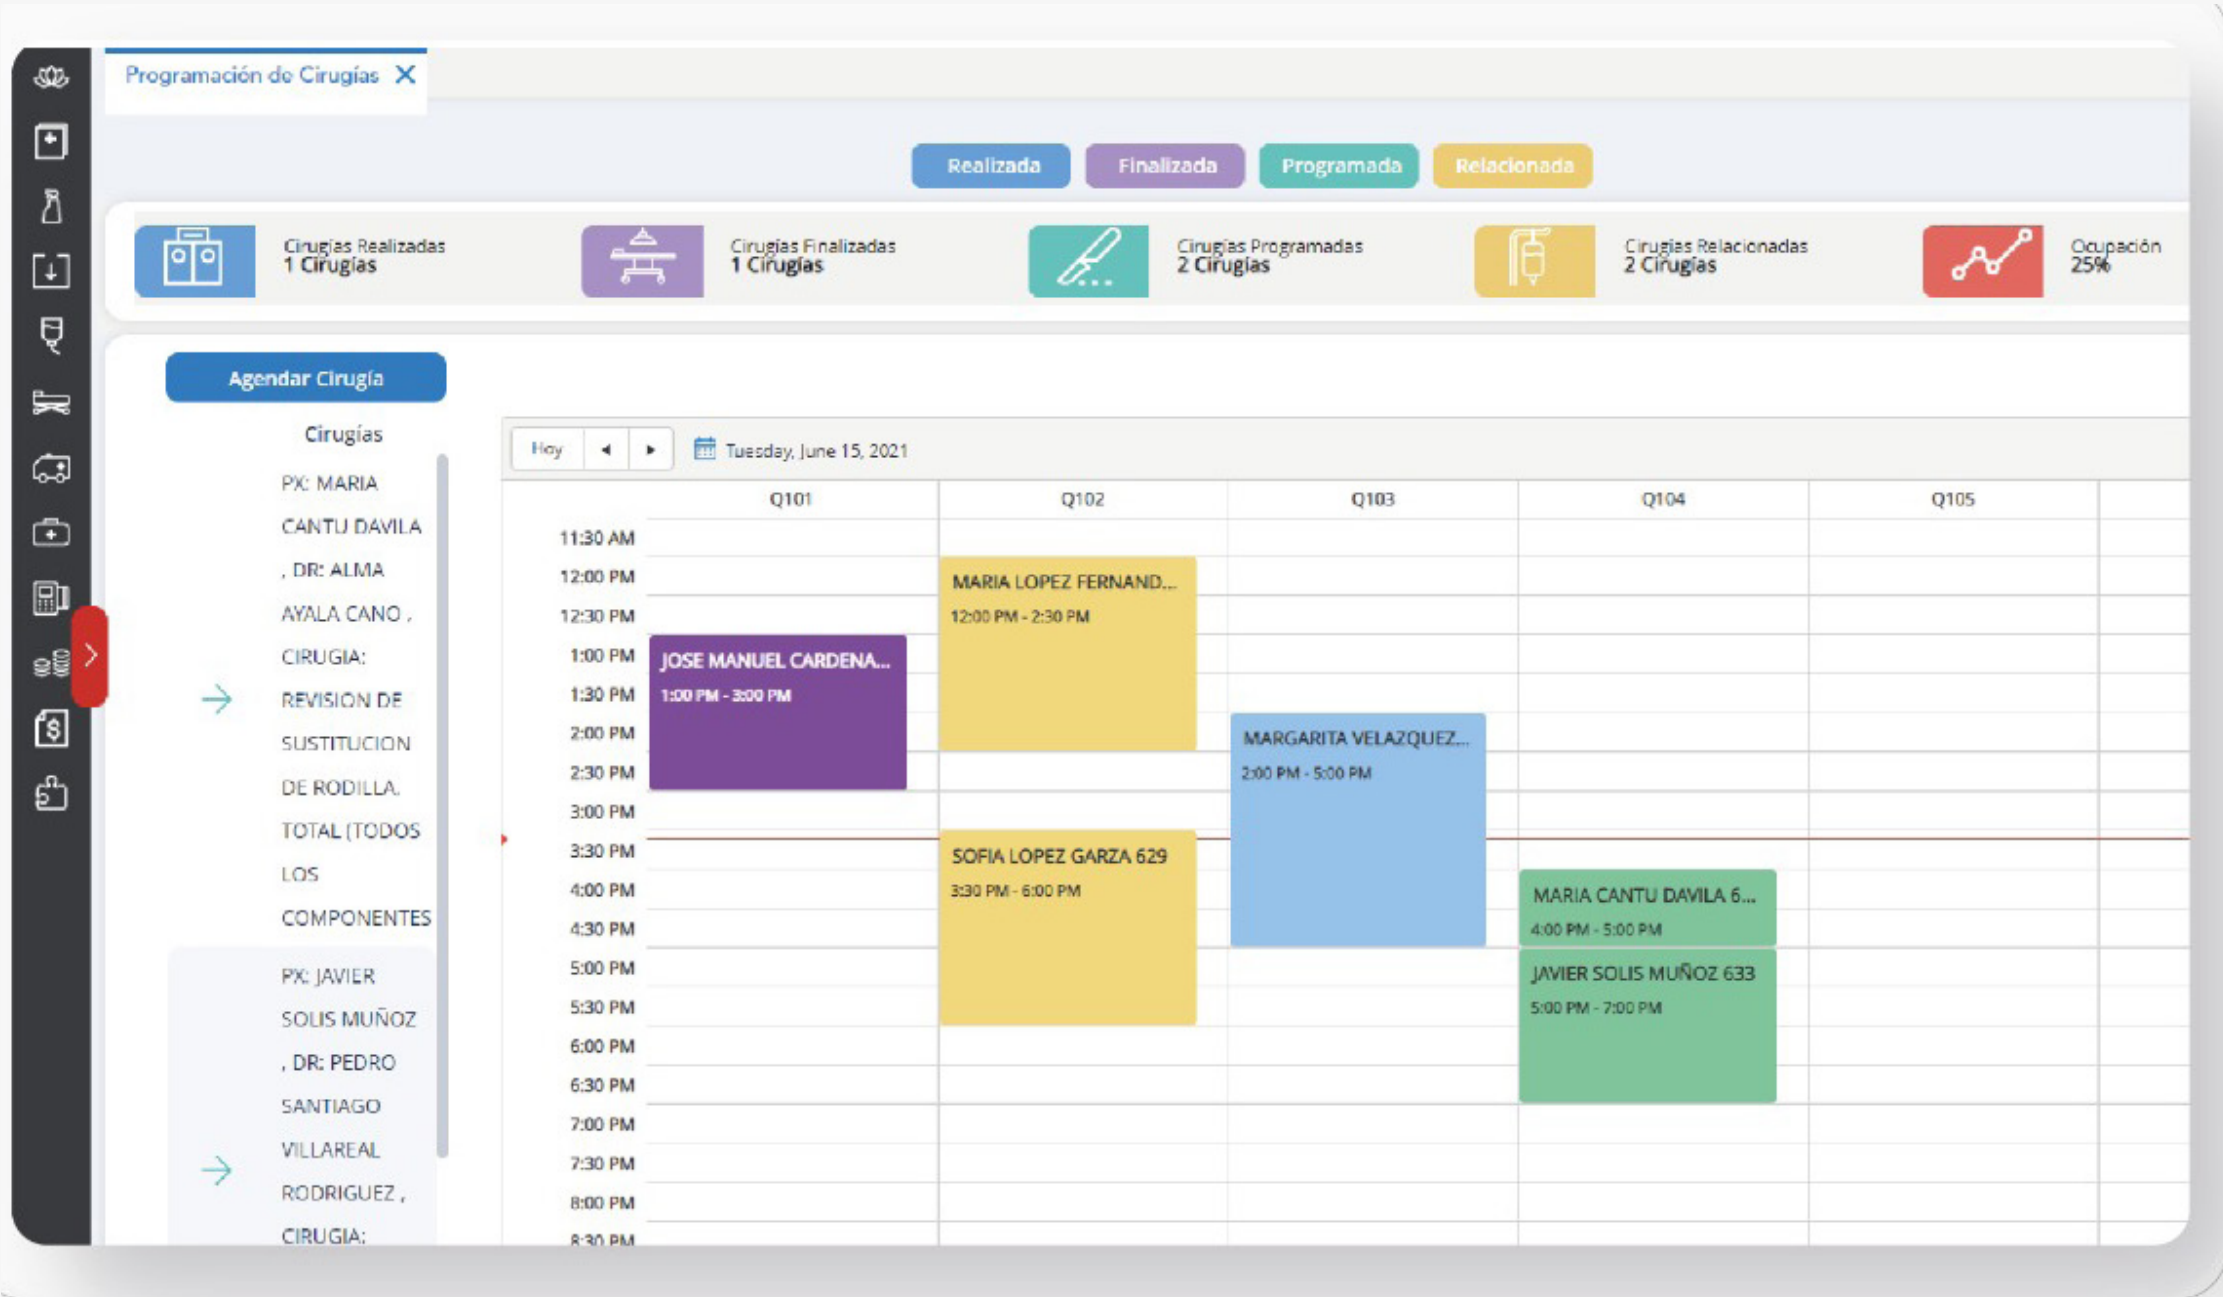 Programación de Cirugías
Realizada
Finalizada
Programada
Relacionada
Cirugías Realizadas
1 Cirugías
Cirugías Finalizadas
1 Cirugías
Cirugías Programadas
2 Cirugías
Cirugías Relacionadas
2 Cirugías
Ocupación
25%
Agendar Cirugía
Cirugías
PX: MARIA
CANTU DAVILA
, DR: ALMA
AYALA CANO ,
CIRUGIA:
REVISION DE
SUSTITUCION
DE RODILLA,
TOTAL (TODOS
LOS
COMPONENTES
PX: JAVIER
SOLIS MUÑOZ
, DR: PEDRO
SANTIAGO
VILLAREAL
RODRIGUEZ ,
CIRUGIA:
Hoy
Tuesday, June 15, 2021
Q101
Q102
Q103
Q104
Q105
11:30 AM
12:00 PM
12:30 PM
1:00 PM
1:30 PM
2:00 PM
2:30 PM
3:00 PM
3:30 PM
4:00 PM
4:30 PM
5:00 PM
5:30 PM
6:00 PM
6:30 PM
7:00 PM
7:30 PM
8:00 PM
8:30 PM
JOSE MANUEL CARDENA...
1:00 PM - 3:00 PM
MARIA LOPEZ FERNAND...
12:00 PM - 2:30 PM
SOFIA LOPEZ GARZA 629
3:30 PM - 6:00 PM
MARGARITA VELAZQUEZ...
2:00 PM - 5:00 PM
MARIA CANTU DAVILA 6...
4:00 PM - 5:00 PM
JAVIER SOLIS MUÑOZ 633
5:00 PM - 7:00 PM